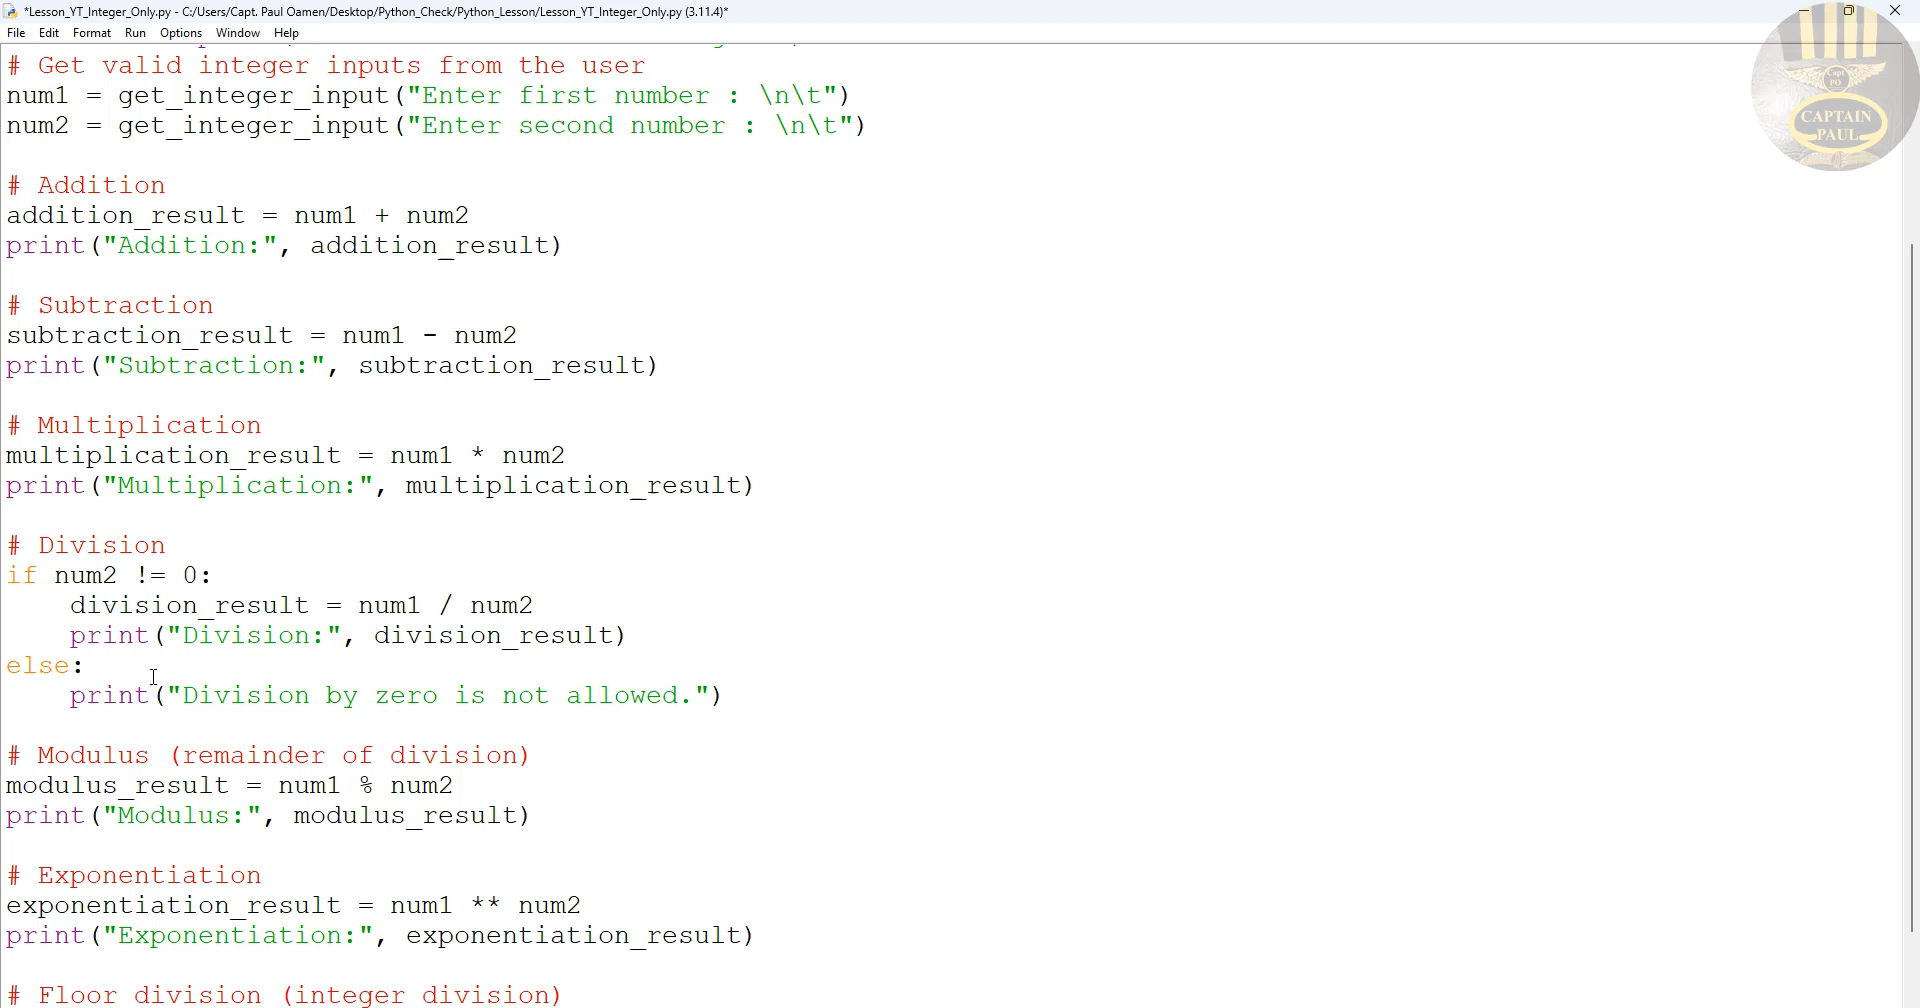 *Lesson_YT_Integer_Only.py - C:/Users/Capt. Paul Oamen/Desktop/Python_Check/Python_Lesson/Lesson_YT_Integer_Only.py (3.11.4)*
File Edit Format Run Options Window Help
# Get valid integer inputs from the user
num1 = get_integer_input("Enter first number : \n\t")
num2 = get_integer_input("Enter second number : \n\t")
# Addition
addition_result = num1 + num2
print("Addition:", addition_result)
# Subtraction
subtraction_result = num1 - num2
print("Subtraction:", subtraction_result)
# Multiplication
multiplication_result = num1 * num2
print("Multiplication:", multiplication_result)
# Division
if num2 != 0:
    division_result = num1 / num2
    print("Division:", division_result)
else:
    print("Division by zero is not allowed.")
# Modulus (remainder of division)
modulus_result = num1 % num2
print("Modulus:", modulus_result)
# Exponentiation
exponentiation_result = num1 ** num2
print("Exponentiation:", exponentiation_result)
# Floor division (integer division)
Capt
PO
CAPTAIN
PAUL